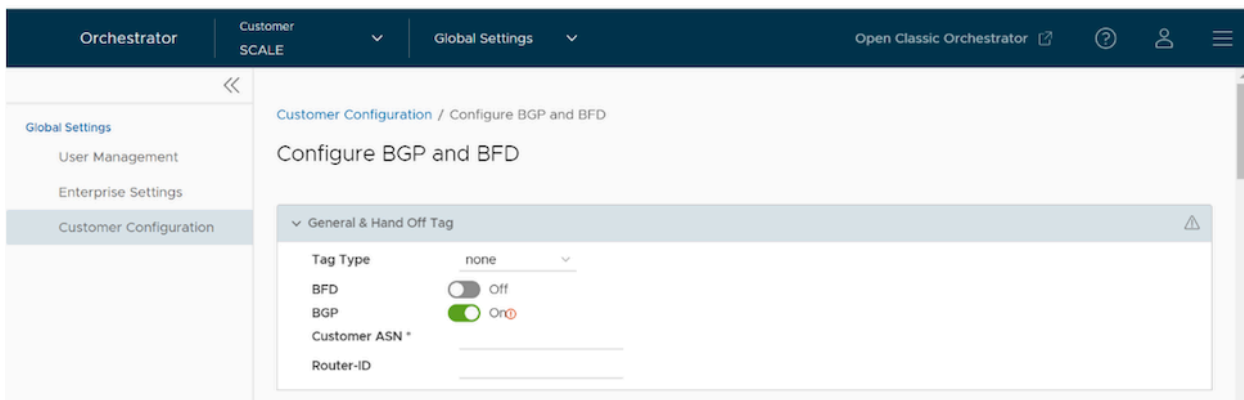 Orchestrator
Customer
SCALE
Global Settings
Open Classic Orchestrator
Global Settings
User Management
Enterprise Settings
Customer Configuration
Customer Configuration / Configure BGP and BFD
Configure BGP and BFD
General & Hand Off Tag
Tag Type none
BFD Off
BGP On
Customer ASN *
Router-ID